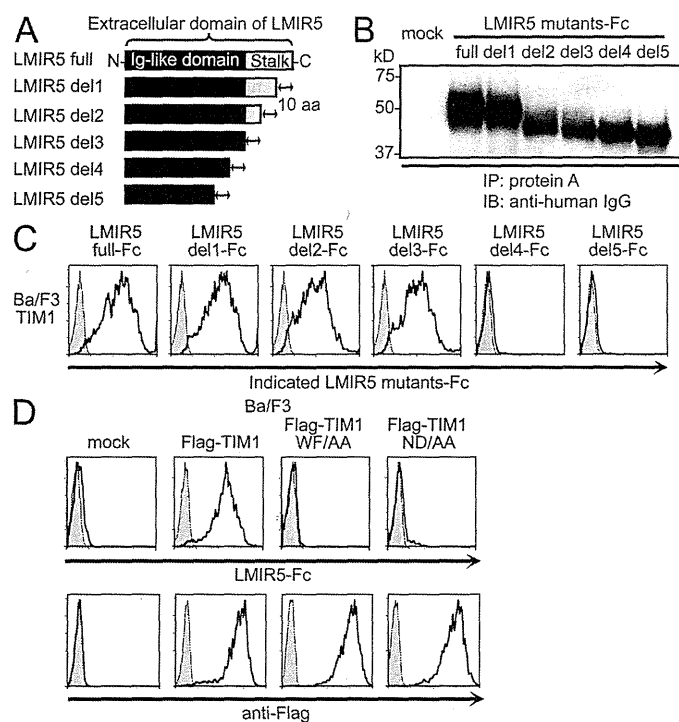 A
Extracellular domain of LMIR5
LMIR5 full N- Ig-like domain Stalk -C
LMIR5 del1
10 aa
LMIR5 del2
LMIR5 del3
LMIR5 del4
LMIR5 del5
B
LMIR5 mutants-Fc
mock
full del1 del2 del3 del4 del5
kD
75-
50-
37-
IP: protein A
IB: anti-human IgG
C
LMIR5 full-Fc
LMIR5 del1-Fc
LMIR5 del2-Fc
LMIR5 del3-Fc
LMIR5 del4-Fc
LMIR5 del5-Fc
Ba/F3
TIM1
Indicated LMIR5 mutants-Fc
D
Ba/F3
mock
Flag-TIM1
Flag-TIM1 WF/AA
Flag-TIM1 ND/AA
LMIR5-Fc
anti-Flag